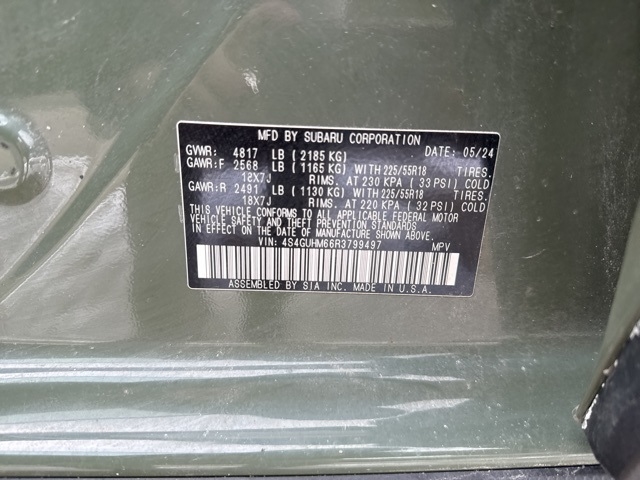 MFD BY SUBARU CORPORATION
GVWR: 4817 LB ( 2185 KG) DATE: 05/24
GAWR:F 2568 LB ( 1165 KG) WITH 225/55R18 TIRES.
18X7J RIMS. AT 230 KPA ( 33 PSI) COLD
GAWR:R 2491 LB ( 1130 KG) WITH 225/55R18 TIRES.
18X7J RIMS. AT 220 KPA ( 32 PSI) COLD
THIS VEHICLE CONFORMS TO ALL APPLICABLE FEDERAL MOTOR
VEHICLE SAFETY AND THEFT PREVENTION STANDARDS
IN EFFECT ON THE DATE OF MANUFACTURE SHOWN ABOVE.
VIN: 4S4GUHM66R3799497 MPV
ASSEMBLED BY SIA INC. MADE IN U.S.A.